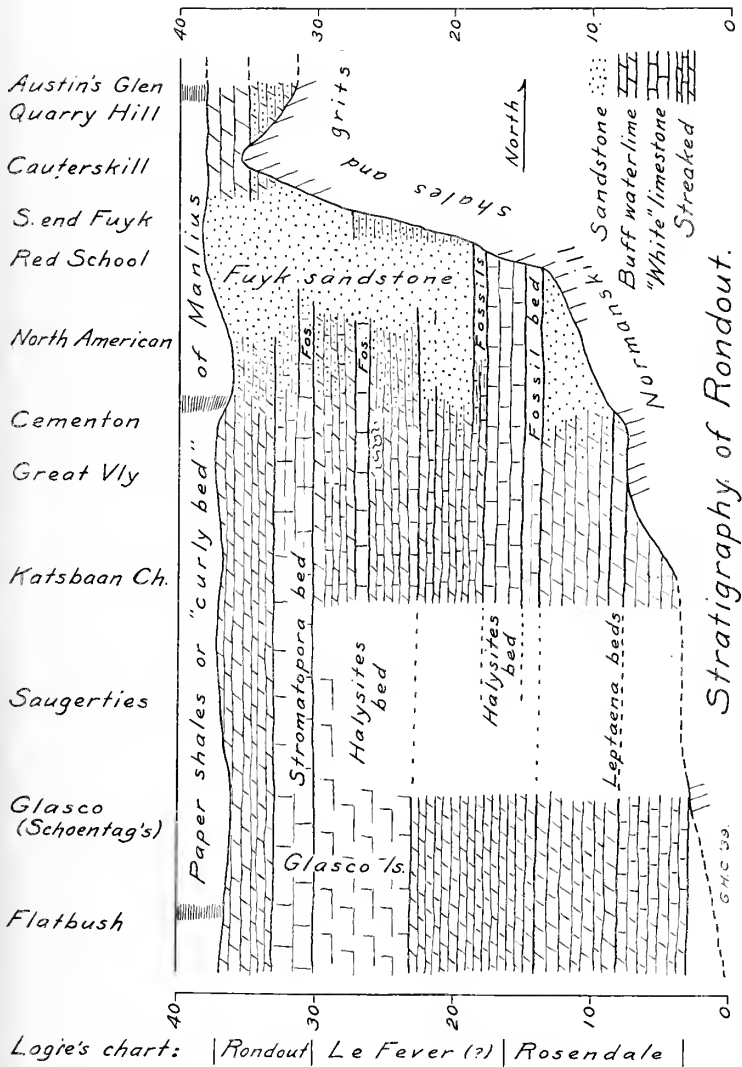 40
30
20
10.
0
Austin's Glen
Quarry Hill
Cauterskill
S. end Fuyk
Red School
North American
Cementon
Great Vly
Katsbaan Ch.
Saugerties
Glasco
(Schoentag's)
Flatbush
Paper shales or "curly bed" of Manlius
Fuyk sandstone
Normanskill shales and grits
North
Sandstone
Buff waterlime
"White" limestone
Streaked
Fos.
Fos.
Fossils
Fossil bed
Stromatopora bed
Halysites
bed
Halysites
bed
Leptaena beds
Glasco ls.
Stratigraphy of Rondout.
G.H.C. '39.
40
30
20
10
0
Logie's chart: |Rondout| Le Fever (?) | Rosendale |